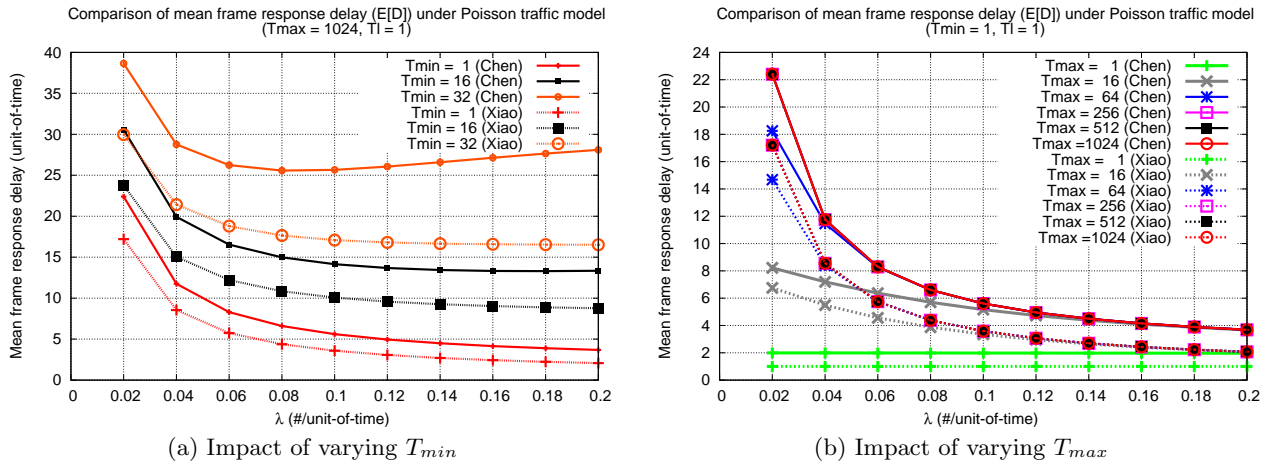 Comparison of mean frame response delay (E[D]) under Poisson traffic model
(Tmax = 1024, Tl = 1)
Mean frame response delay (unit-of-time)
40
35
30
25
20
15
10
5
0
Tmin = 1 (Chen)
Tmin = 16 (Chen)
Tmin = 32 (Chen)
Tmin = 1 (Xiao)
Tmin = 16 (Xiao)
Tmin = 32 (Xiao)
0 0.02 0.04 0.06 0.08 0.1 0.12 0.14 0.16 0.18 0.2
λ (#/unit-of-time)
(a) Impact of varying Tmin
Comparison of mean frame response delay (E[D]) under Poisson traffic model
(Tmin = 1, Tl = 1)
Mean frame response delay (unit-of-time)
24
22
20
18
16
14
12
10
8
6
4
2
0
Tmax = 1 (Chen)
Tmax = 16 (Chen)
Tmax = 64 (Chen)
Tmax = 256 (Chen)
Tmax = 512 (Chen)
Tmax =1024 (Chen)
Tmax = 1 (Xiao)
Tmax = 16 (Xiao)
Tmax = 64 (Xiao)
Tmax = 256 (Xiao)
Tmax = 512 (Xiao)
Tmax =1024 (Xiao)
0 0.02 0.04 0.06 0.08 0.1 0.12 0.14 0.16 0.18 0.2
λ (#/unit-of-time)
(b) Impact of varying Tmax